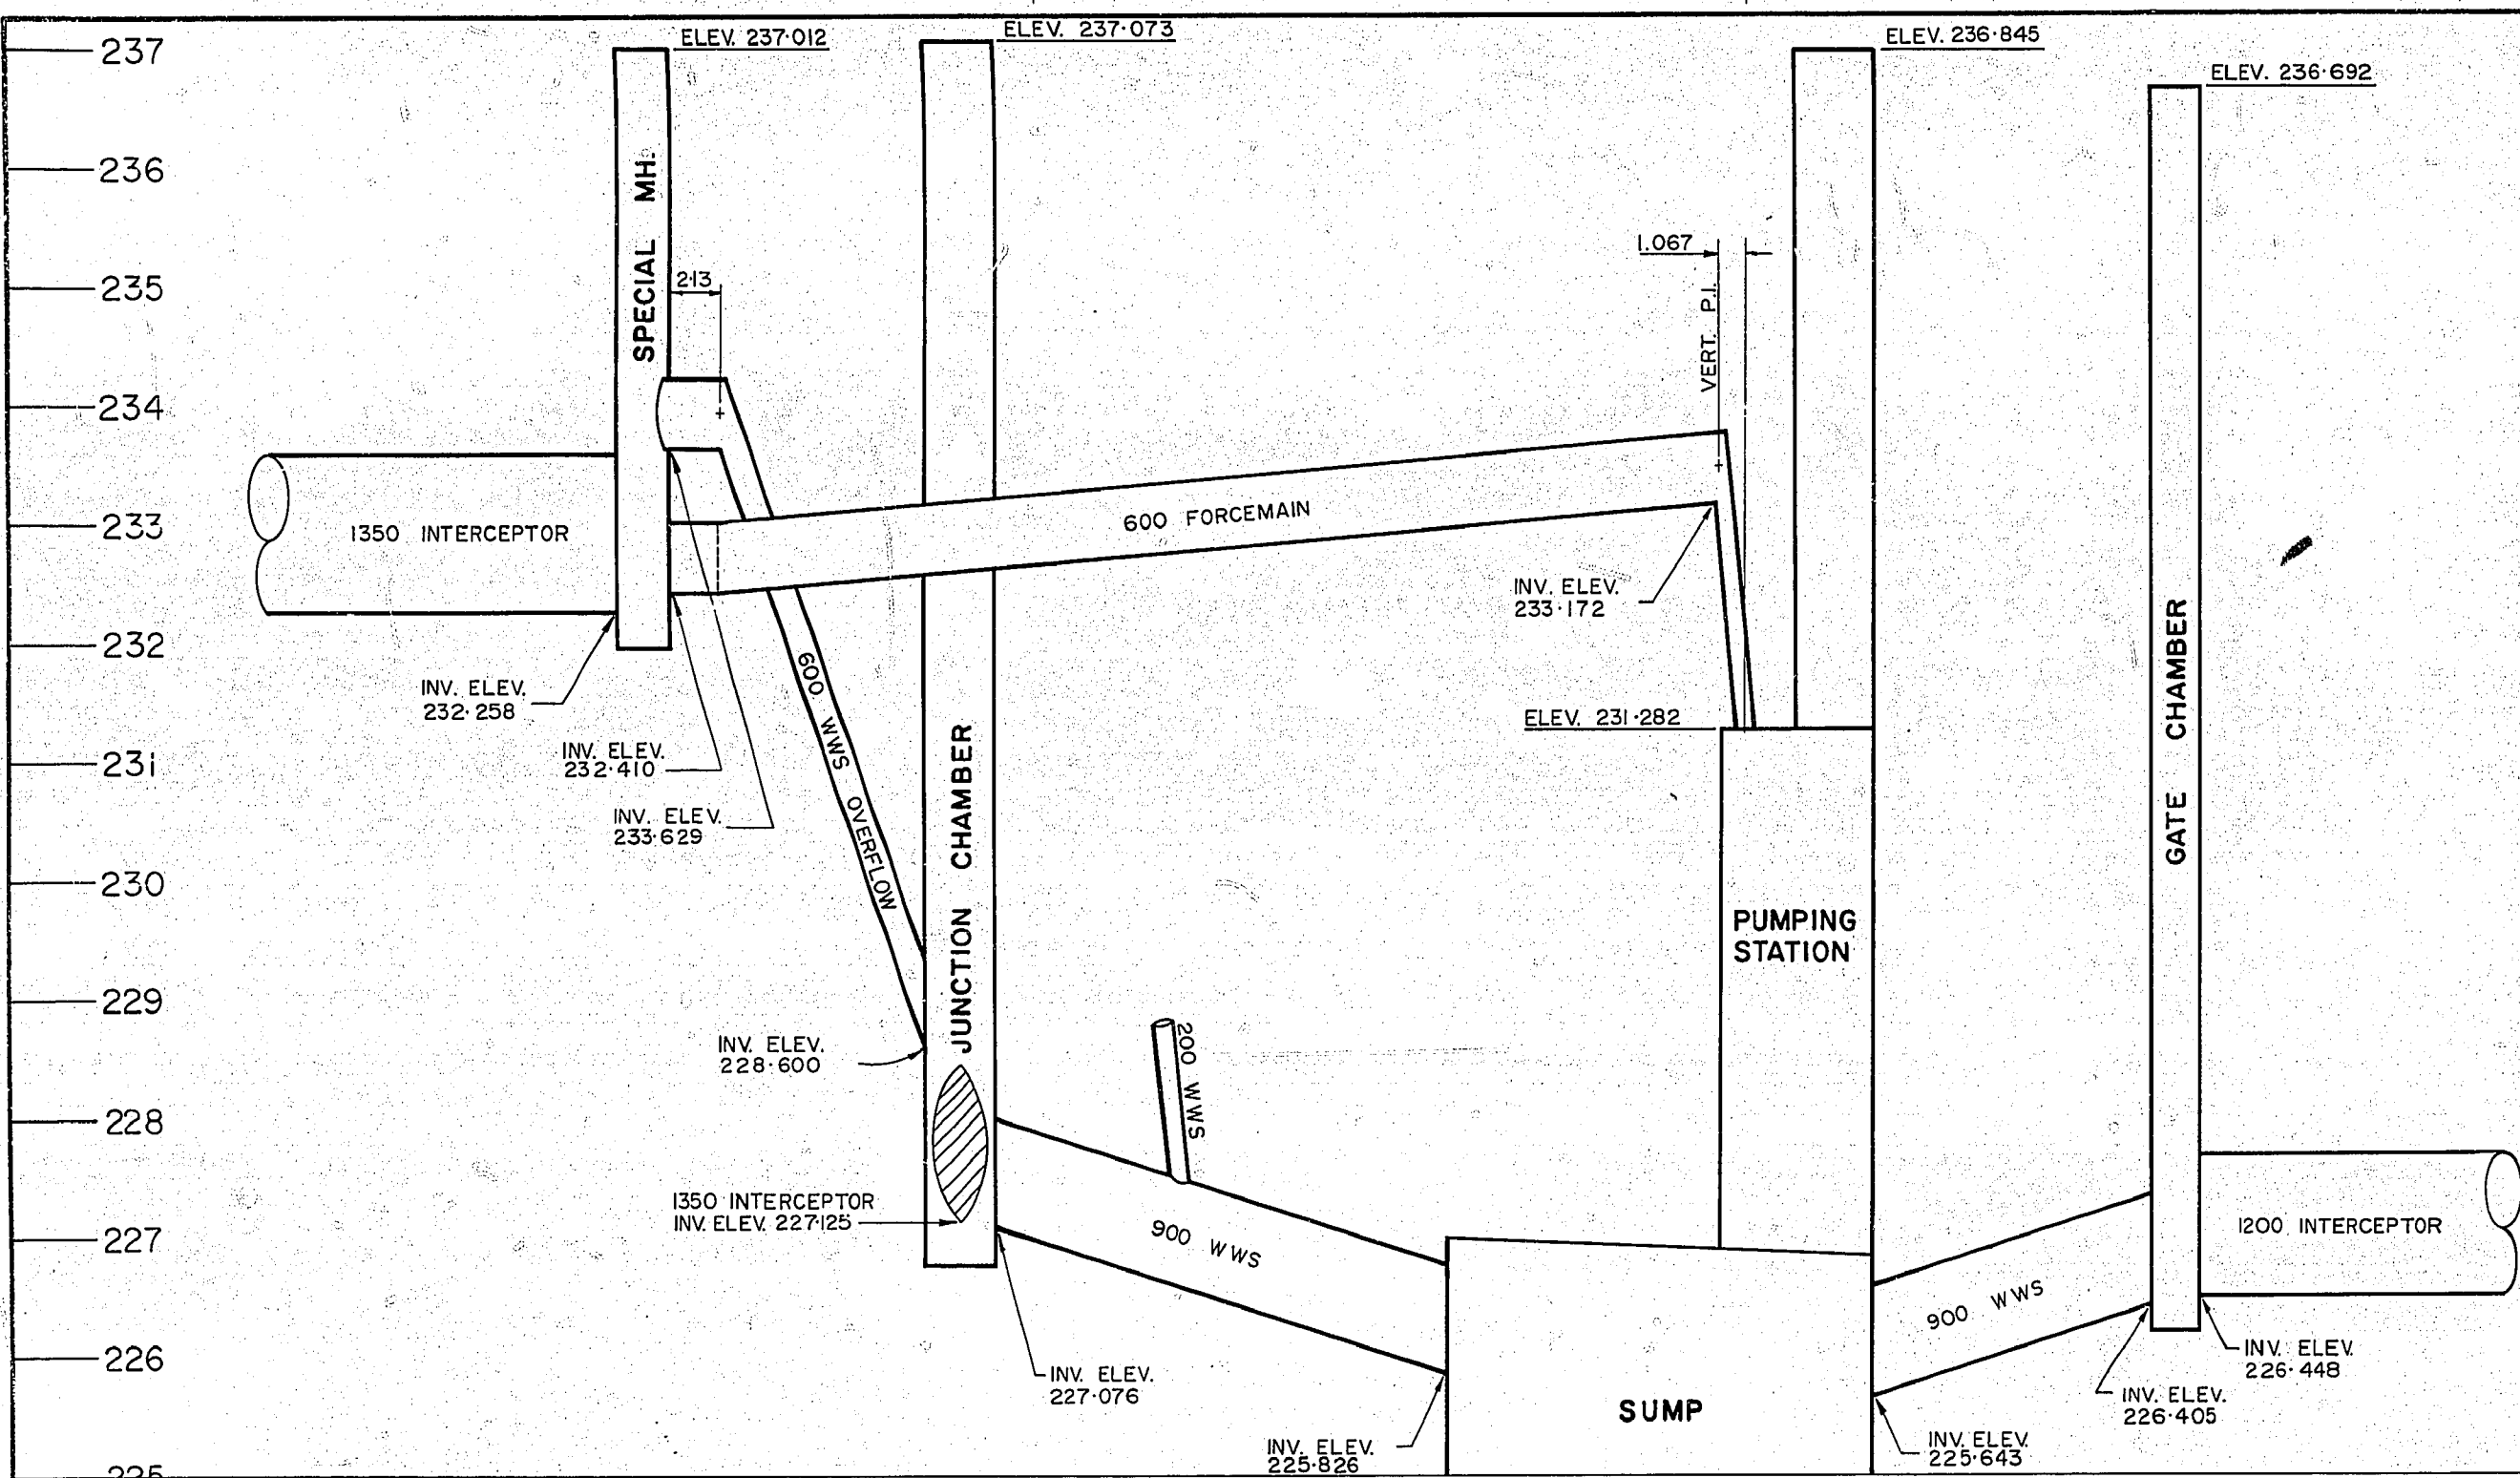 237
236
235
234
233
232
231
230
229
228
227
226
225
ELEV. 237·012
ELEV. 237·073
ELEV. 236·845
ELEV. 236·692
SPECIAL MH.
2·13
1.067
VERT. P.I.
1350 INTERCEPTOR
600 FORCEMAIN
INV. ELEV.
233·172
INV. ELEV.
232·258
INV. ELEV.
232·410
INV. ELEV.
233·629
600 WWS OVERFLOW
ELEV. 231·282
JUNCTION CHAMBER
GATE CHAMBER
PUMPING
STATION
INV. ELEV.
228·600
200 WWS
1350 INTERCEPTOR
INV. ELEV. 227·125
900 WWS
1200 INTERCEPTOR
900 WWS
INV. ELEV.
227·076
SUMP
INV. ELEV.
225·826
INV. ELEV.
225·643
INV. ELEV.
226·405
INV. ELEV.
226·448